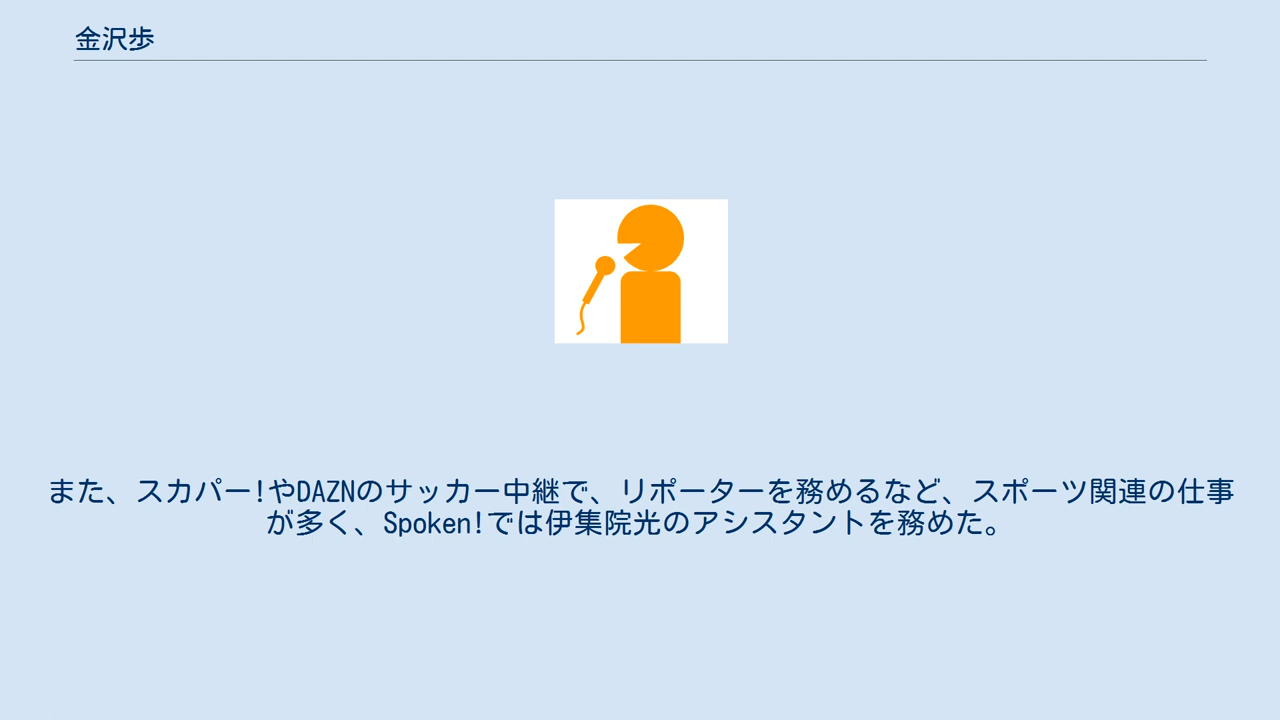 金沢歩
また、スカパー!やDAZNのサッカー中継で、リポーターを務めるなど、スポーツ関連の仕事
が多く、Spoken!では伊集院光のアシスタントを務めた。